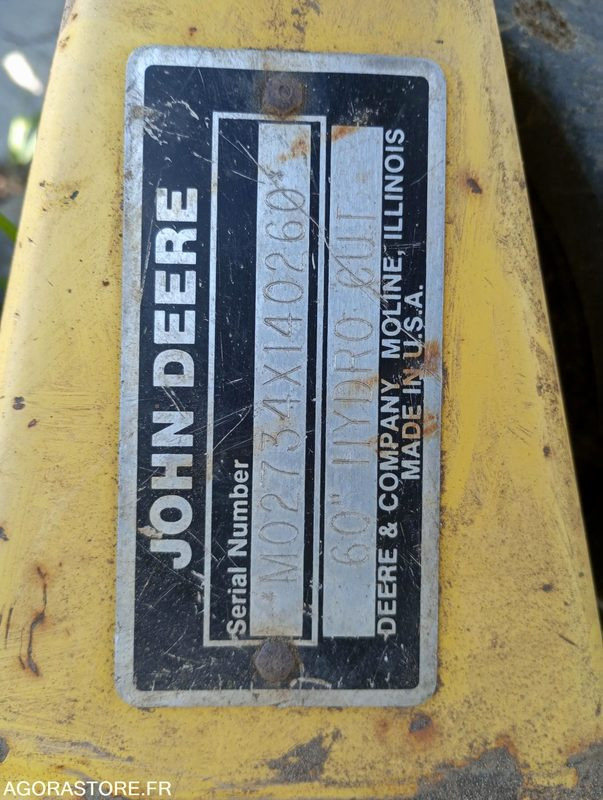 JOHN DEERE
Serial Number
*M02734X140260*
60" HYDRO CUT
DEERE & COMPANY MOLINE, ILLINOIS
MADE IN U.S.A.
AGORASTORE.FR